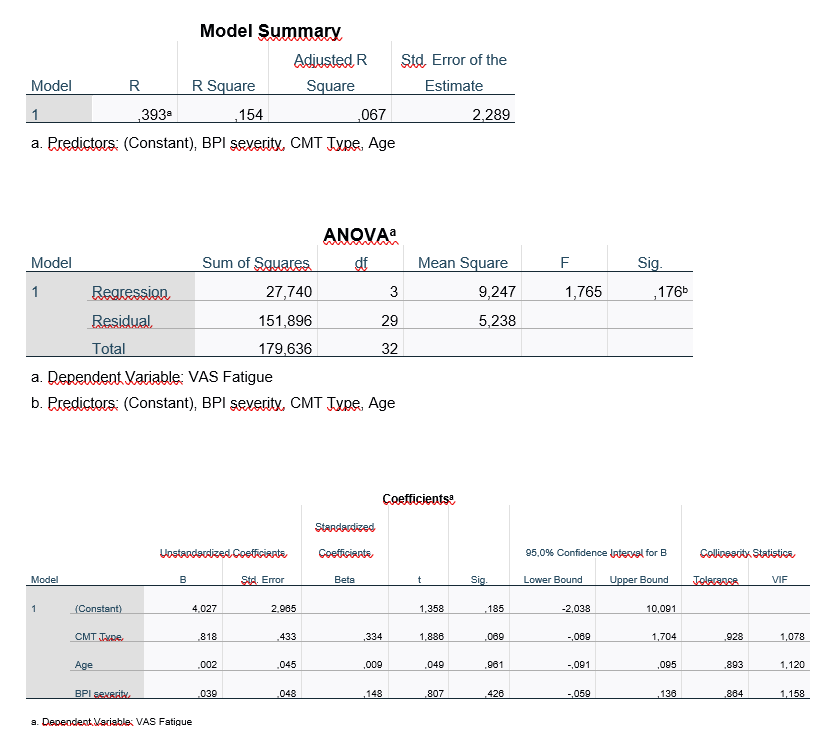 Model Summary
Adjusted R Std. Error of the
Model R R Square Square Estimate
1 ,393a ,154 ,067 2,289
a. Predictors: (Constant), BPI severity, CMT Type, Age
ANOVAa
Model Sum of Squares df Mean Square F Sig.
1 Regression 27,740 3 9,247 1,765 ,176b
Residual 151,896 29 5,238
Total 179,636 32
a. Dependent Variable: VAS Fatigue
b. Predictors: (Constant), BPI severity, CMT Type, Age
Coefficientsa
Standardized
Unstandardized Coefficients Coefficients 95,0% Confidence Interval for B Collinearity Statistics
Model B Std. Error Beta t Sig. Lower Bound Upper Bound Tolerance VIF
1 (Constant) 4,027 2,965 1,358 ,185 -2,038 10,091
CMT Type ,818 ,433 ,334 1,886 ,069 -,069 1,704 ,928 1,078
Age ,002 ,045 ,009 ,049 ,961 -,091 ,095 ,893 1,120
BPI severity ,039 ,048 ,148 ,807 ,426 -,059 ,136 ,864 1,158
a. Dependent Variable: VAS Fatigue